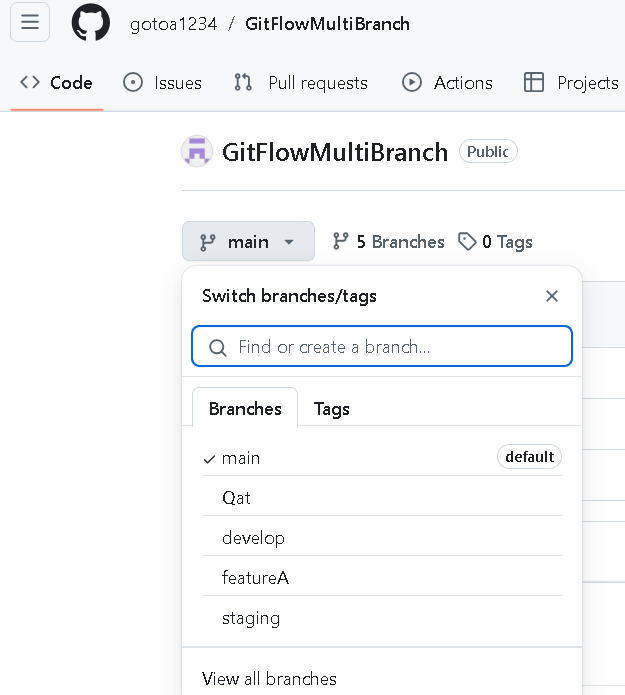 gotoa1234 / GitFlowMultiBranch
Code Issues Pull requests Actions Projects
GitFlowMultiBranch Public
main 5 Branches 0 Tags
Switch branches/tags
Find or create a branch...
Branches Tags
main default
Qat
develop
featureA
staging
View all branches